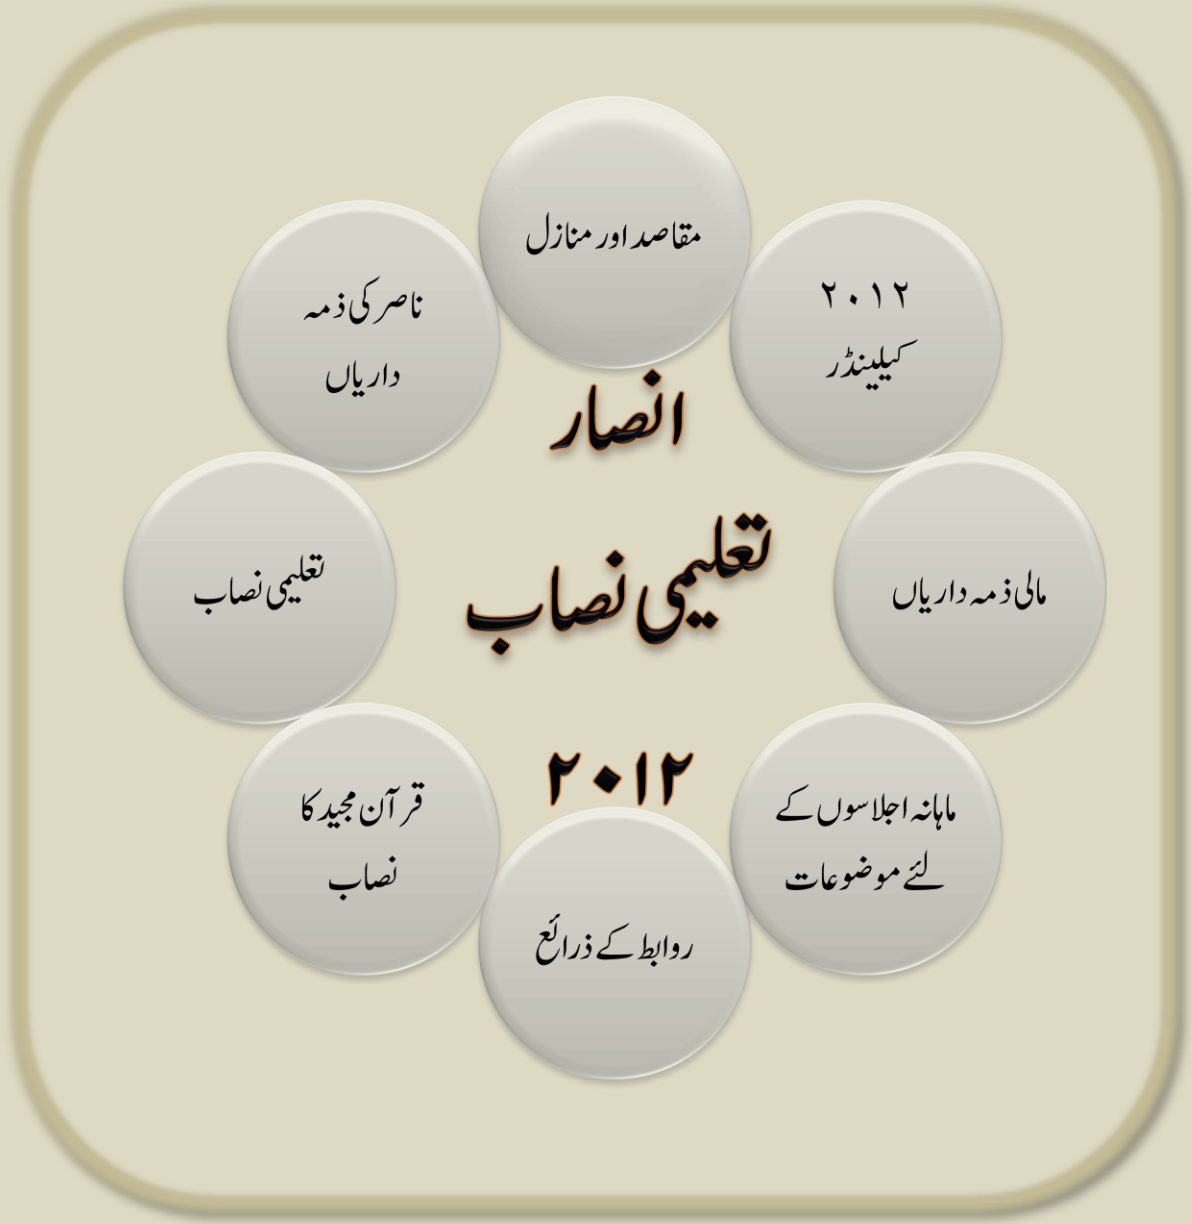 مقاصد اور منازل
۲۰۱۲
کیلینڈر
مالی ذمہ داریاں
ماہانہ اجلاسوں کے
لئے موضوعات
روابط کے ذرائع
قرآن مجید کا
نصاب
تعلیمی نصاب
ناصر کی ذمہ
داریاں
انصار
تعلیمی نصاب
۲۰۱۲